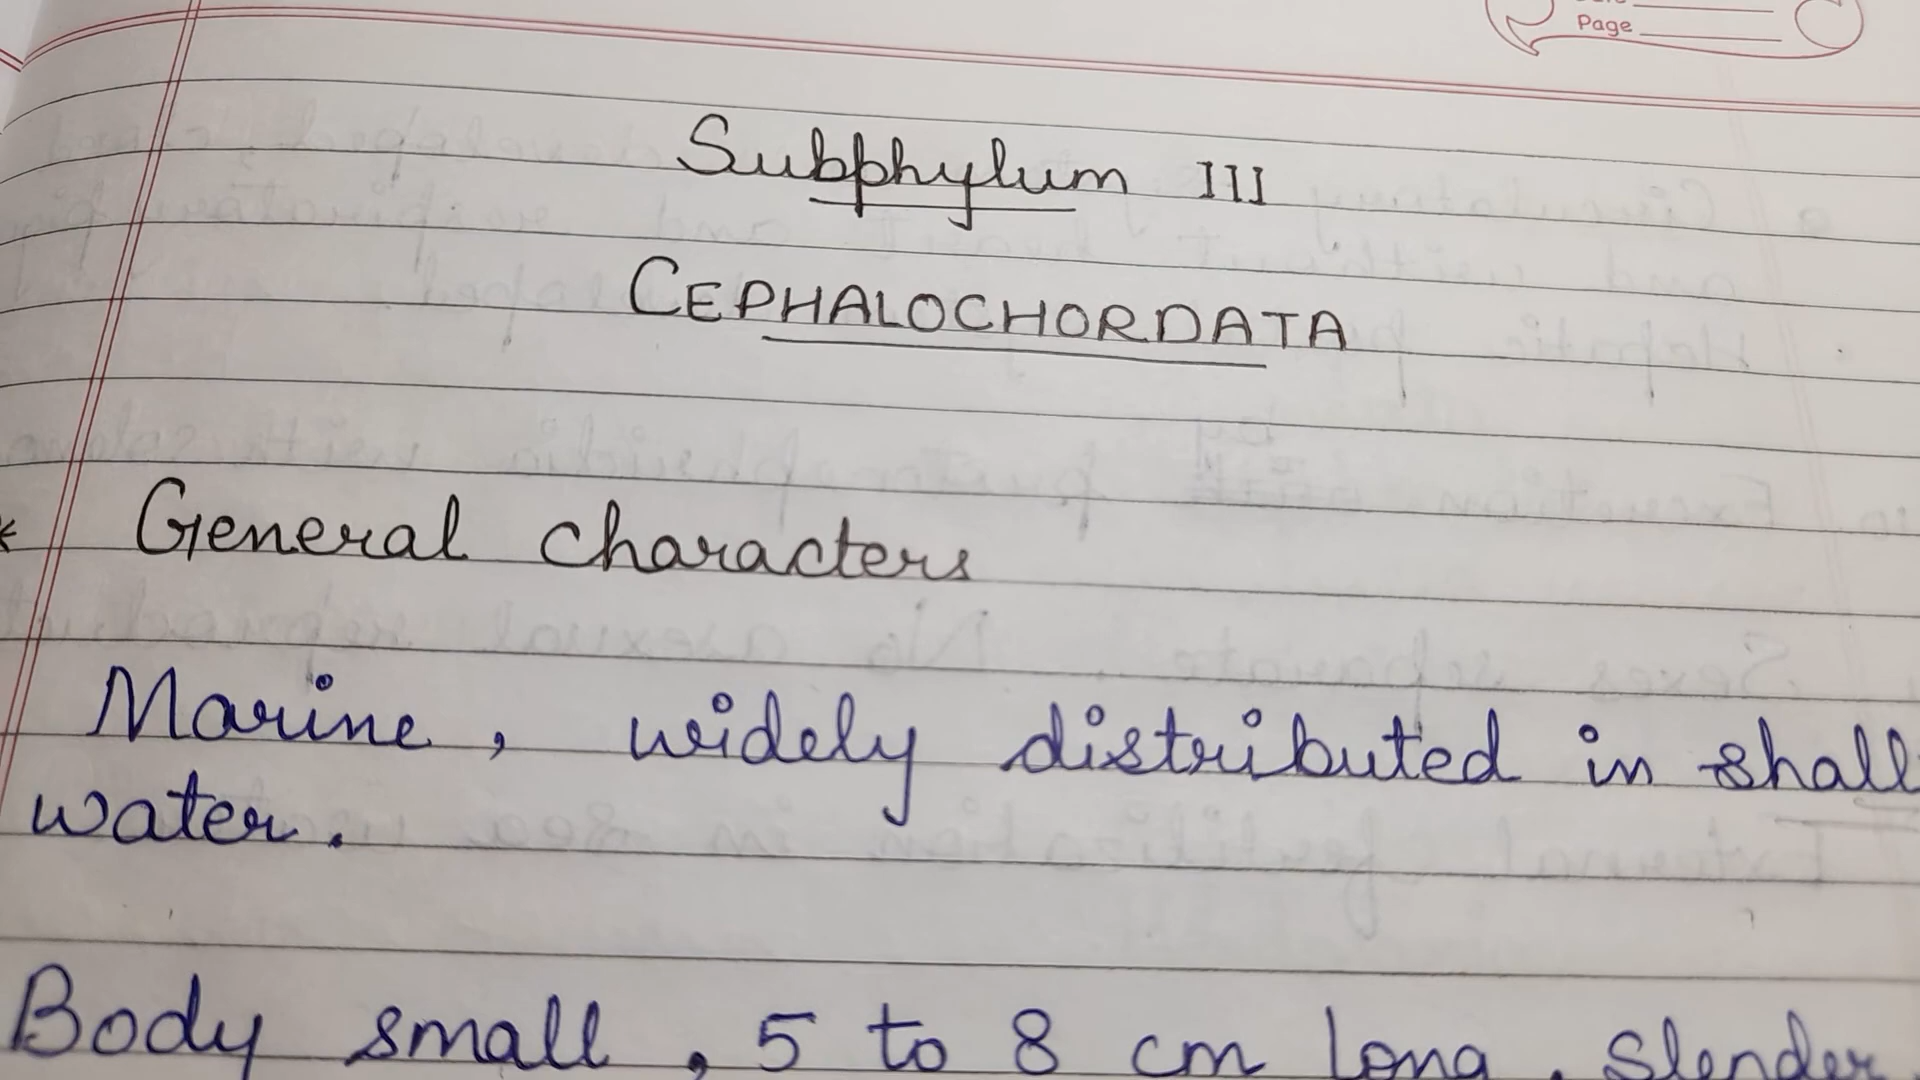 Page
Subphylum III
CEPHALOCHORDATA
General characters
Marine, widely distributed in shall
water.
Body small, 5 to 8 cm long, slender